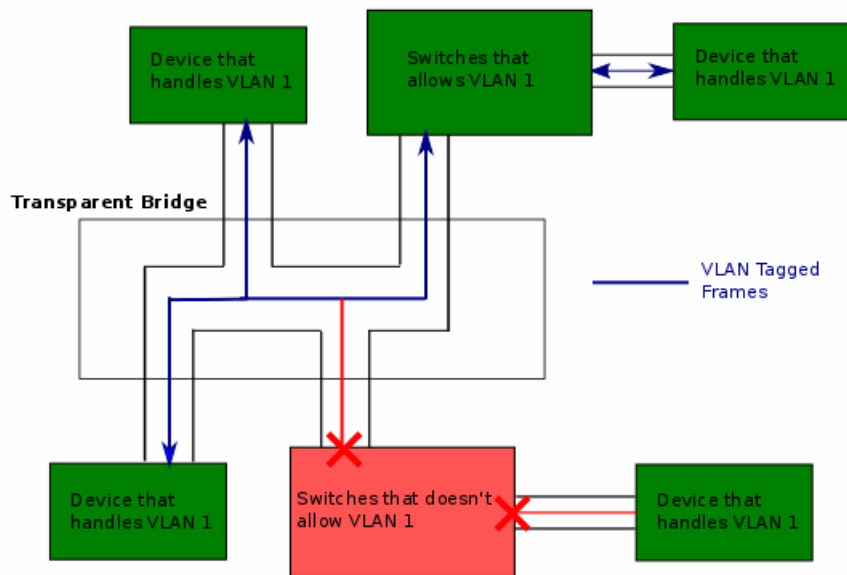 Device that
handles VLAN 1
Switches that
allows VLAN 1
Device that
handles VLAN 1
Transparent Bridge
VLAN Tagged
Frames
Device that
handles VLAN 1
Switches that doesn't
allow VLAN 1
Device that
handles VLAN 1